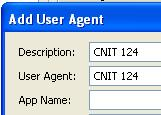 Add User Agent
Description: CNIT 124
User Agent: CNIT 124
App Name: